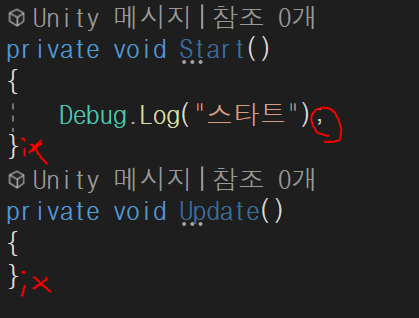 Unity 메시지|참조 0개
private void Start()
{
Debug.Log("스타트");
};x
Unity 메시지|참조 0개
private void Update()
{
};x